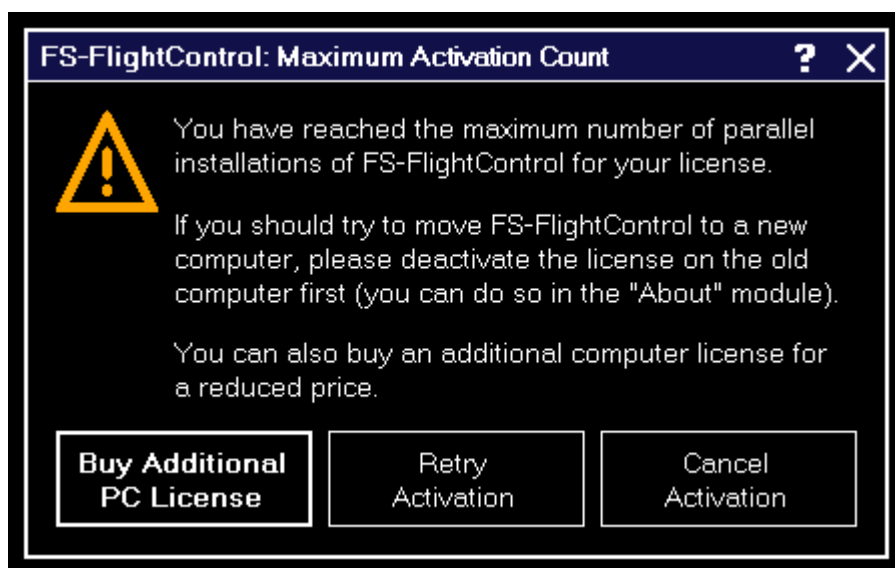 FS-FlightControl: Maximum Activation Count ? X
You have reached the maximum number of parallel
installations of FS-FlightControl for your license.
If you should try to move FS-FlightControl to a new
computer, please deactivate the license on the old
computer first (you can do so in the "About" module).
You can also buy an additional computer license for
a reduced price.
Buy Additional
PC License
Retry
Activation
Cancel
Activation